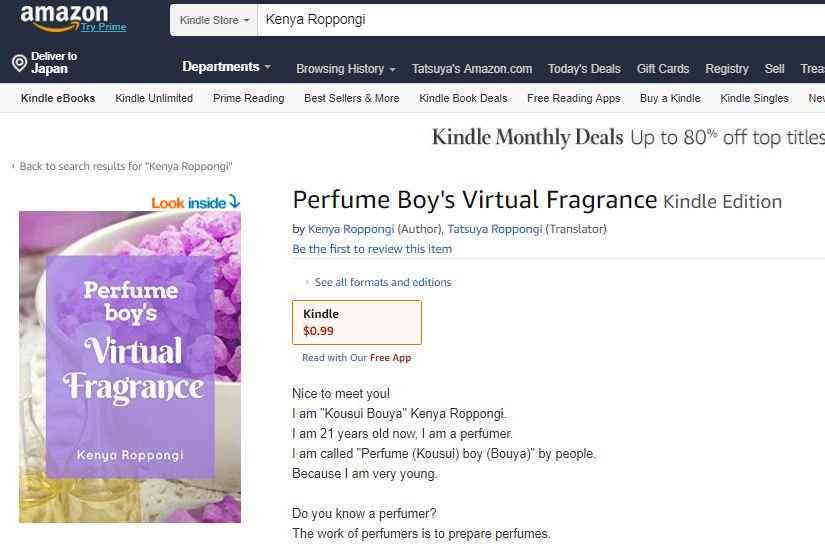 amazon
Try Prime
Kindle Store
Kenya Roppongi
Deliver to
Japan
Departments
Browsing History
Tatsuya's Amazon.com
Today's Deals
Gift Cards
Registry
Sell
Kindle eBooks
Kindle Unlimited
Prime Reading
Best Sellers & More
Kindle Book Deals
Free Reading Apps
Buy a Kindle
Kindle Singles
Kindle Monthly Deals Up to 80% off top titles
‹ Back to search results for "Kenya Roppongi"
Look inside
Perfume
boy's
Virtual
Fragrance
Kenya Roppongi
Perfume Boy's Virtual Fragrance Kindle Edition
by Kenya Roppongi (Author), Tatsuya Roppongi (Translator)
Be the first to review this item
› See all formats and editions
Kindle
$0.99
Read with Our Free App
Nice to meet you!
I am "Kousui Bouya" Kenya Roppongi.
I am 21 years old now, I am a perfumer.
I am called "Perfume (Kousui) boy (Bouya)" by people.
Because I am very young.
Do you know a perfumer?
The work of perfumers is to prepare perfumes.